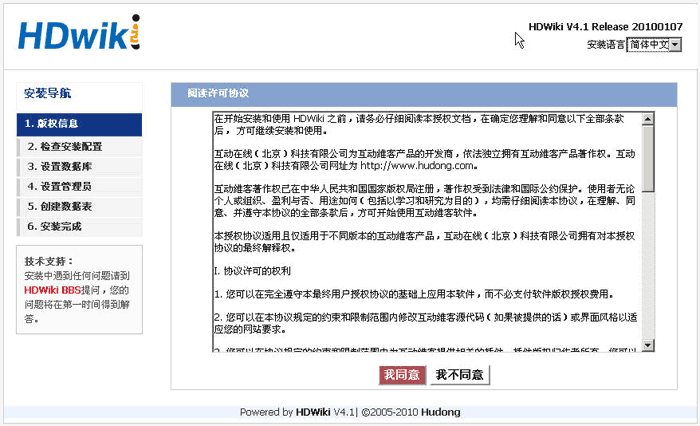 HDwiki
HDWiki V4.1 Release 20100107
安装语言 简体中文
安装导航
1. 版权信息
2. 检查安装配置
3. 设置数据库
4. 设置管理员
5. 创建数据表
6. 安装完成
技术支持：
安装中遇到任何问题请到
HDWiki BBS提问，您的
问题将在第一时间得到解
答。
阅读许可协议
在开始安装和使用 HDWiki 之前，请务必仔细阅读本授权文档，在确定您理解和同意以下全部条款
后，方可继续安装和使用。
互动在线（北京）科技有限公司为互动维客产品的开发商，依法独立拥有互动维客产品著作权。互动
在线（北京）科技有限公司网址为 http://www.hudong.com。
互动维客著作权已在中华人民共和国国家版权局注册，著作权受到法律和国际公约保护。使用者无论
个人或组织、盈利与否、用途如何（包括以学习和研究为目的），均需仔细阅读本协议，在理解、同
意、并遵守本协议的全部条款后，方可开始使用互动维客软件。
本授权协议适用且仅适用于不同版本的互动维客产品，互动在线（北京）科技有限公司拥有对本授权
协议的最终解释权。
I. 协议许可的权利
1. 您可以在完全遵守本最终用户授权协议的基础上应用本软件，而不必支付软件版权授权费用。
2. 您可以在本协议规定的约束和限制范围内修改互动维客源代码（如果被提供的话）或界面风格以适
应您的网站要求。
我同意 我不同意
Powered by HDWiki V4.1| ©2005-2010 Hudong